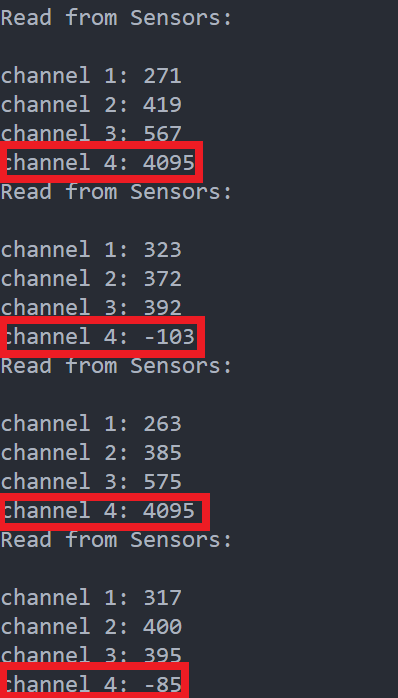 Read from Sensors:
channel 1: 271
channel 2: 419
channel 3: 567
channel 4: 4095
Read from Sensors:
channel 1: 323
channel 2: 372
channel 3: 392
channel 4: -103
Read from Sensors:
channel 1: 263
channel 2: 385
channel 3: 575
channel 4: 4095
Read from Sensors:
channel 1: 317
channel 2: 400
channel 3: 395
channel 4: -85